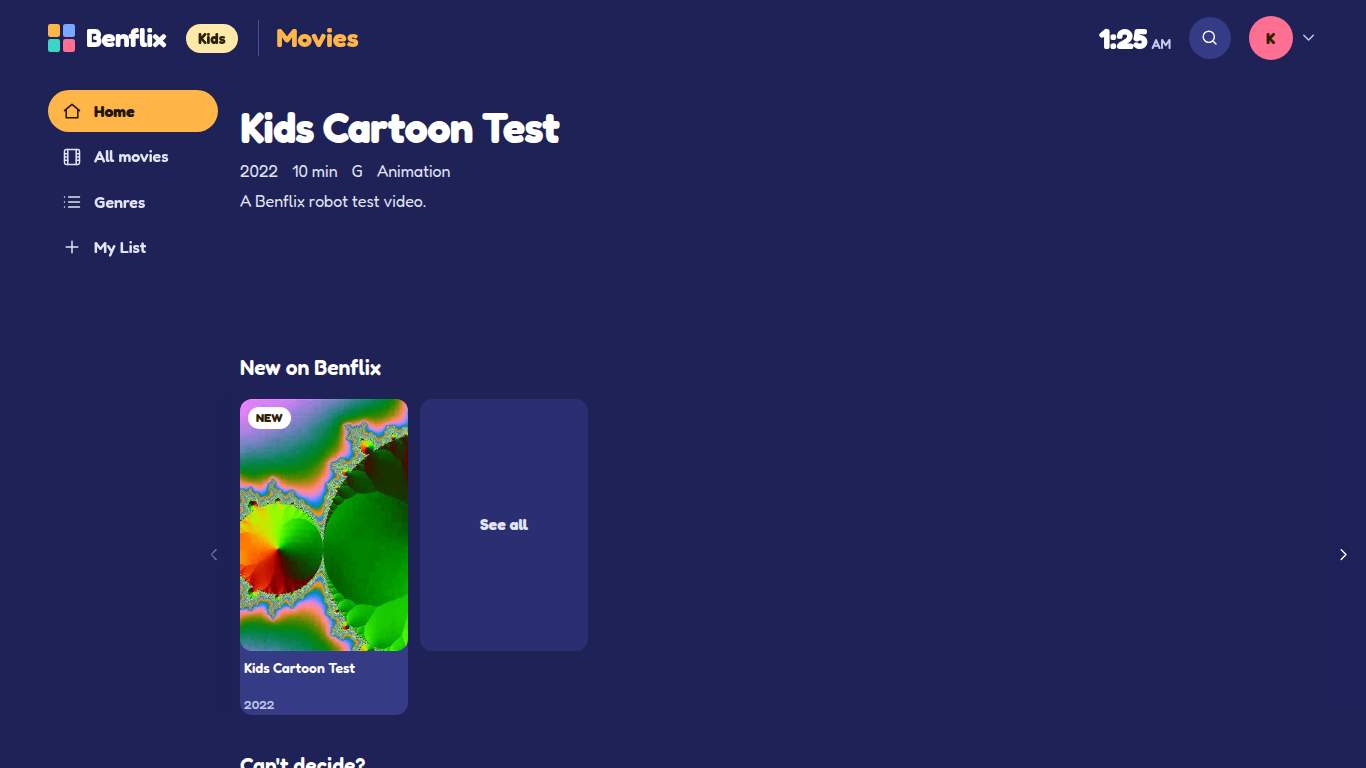 Benflix Kids Movies 1:25 AM K
Home
All movies
Genres
My List
Kids Cartoon Test
2022 10 min G Animation
A Benflix robot test video.
New on Benflix
NEW
See all
Kids Cartoon Test
2022
Can't decide?